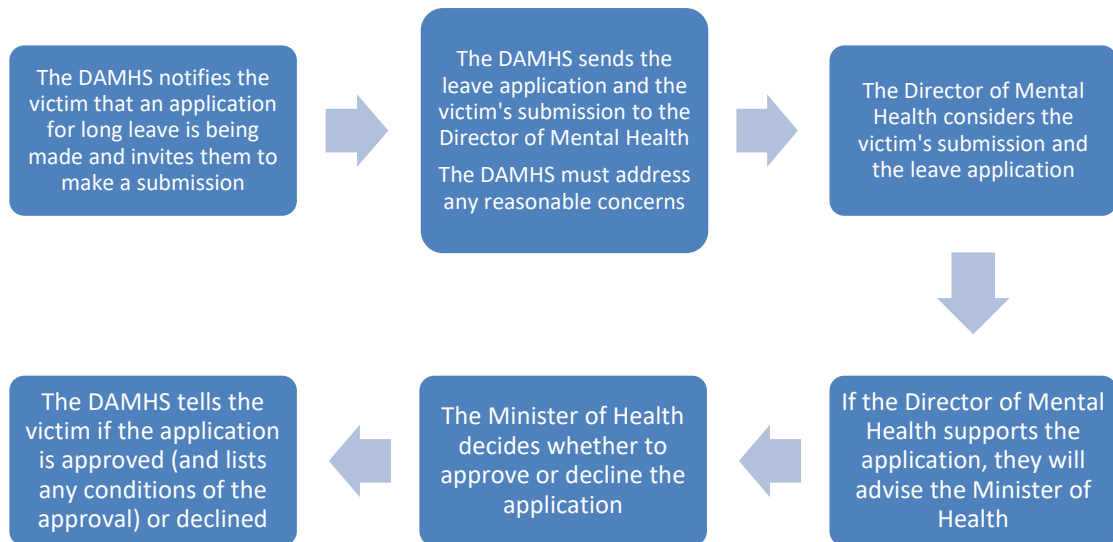 The DAMHS notifies the
victim that an application
for long leave is being
made and invites them to
make a submission
The DAMHS sends the
leave application and the
victim's submission to the
Director of Mental Health
The DAMHS must address
any reasonable concerns
The Director of Mental
Health considers the
victim's submission and
the leave application
If the Director of Mental
Health supports the
application, they will
advise the Minister of
Health
The Minister of Health
decides whether to
approve or decline the
application
The DAMHS tells the
victim if the application
is approved (and lists
any conditions of the
approval) or declined